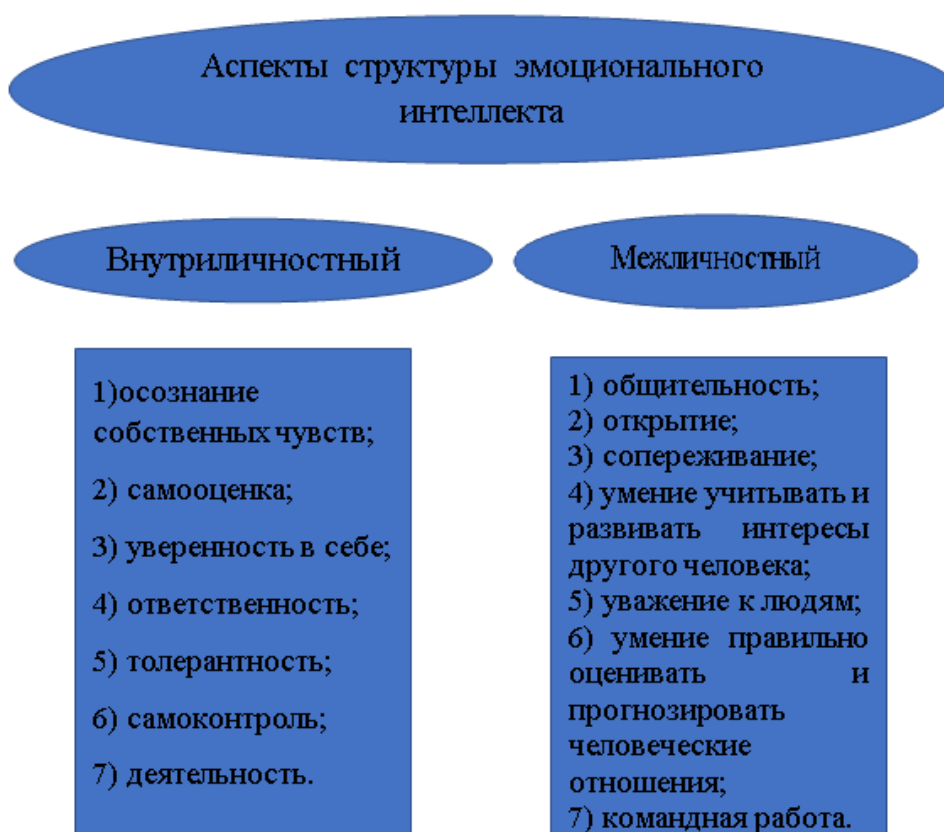 Аспекты структуры эмоционального
интеллекта
Внутриличностный
Межличностный
1)осознание
собственных чувств;
2) самооценка;
3) уверенность в себе;
4) ответственность;
5) толерантность;
6) самоконтроль;
7) деятельность.
1) общительность;
2) открытие;
3) сопереживание;
4) умение учитывать и
развивать интересы
другого человека;
5) уважение к людям;
6) умение правильно
оценивать и
прогнозировать
человеческие
отношения;
7) командная работа.